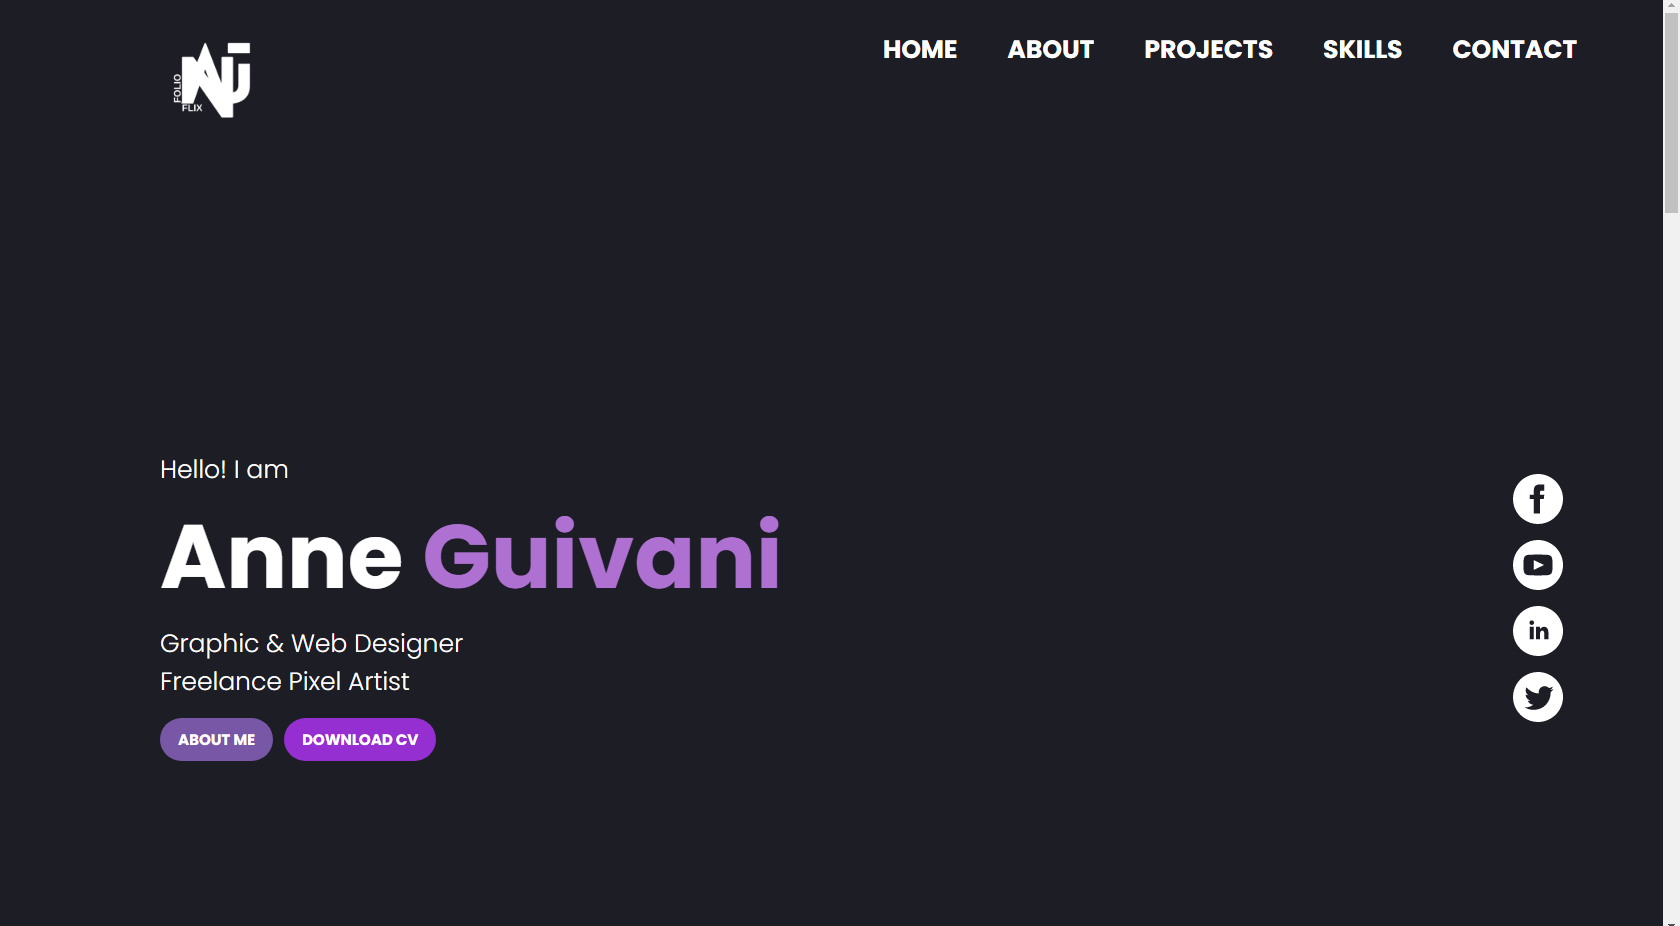 FOLIO
FLIX
HOME ABOUT PROJECTS SKILLS CONTACT
Hello! I am
Anne Guivani
Graphic & Web Designer
Freelance Pixel Artist
ABOUT ME DOWNLOAD CV